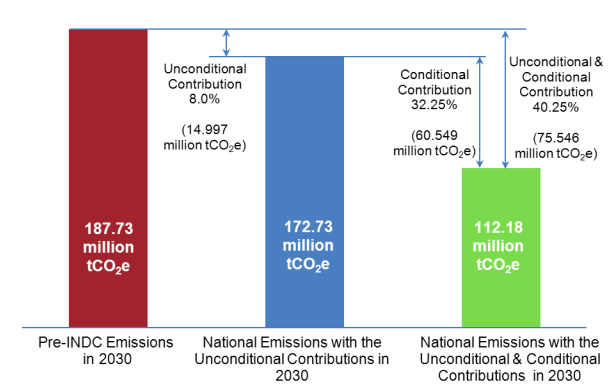 Unconditional
Contribution
8.0%
(14.997
million tCO₂e)
Conditional
Contribution
32.25%
(60.549
million tCO₂e)
Unconditional &
Conditional
Contribution
40.25%
(75.546
million tCO₂e)
187.73
million
tCO₂e
172.73
million
tCO₂e
112.18
million
tCO₂e
Pre-INDC Emissions
in 2030
National Emissions with the
Unconditional Contributions in
2030
National Emissions with the
Unconditional & Conditional
Contributions in 2030